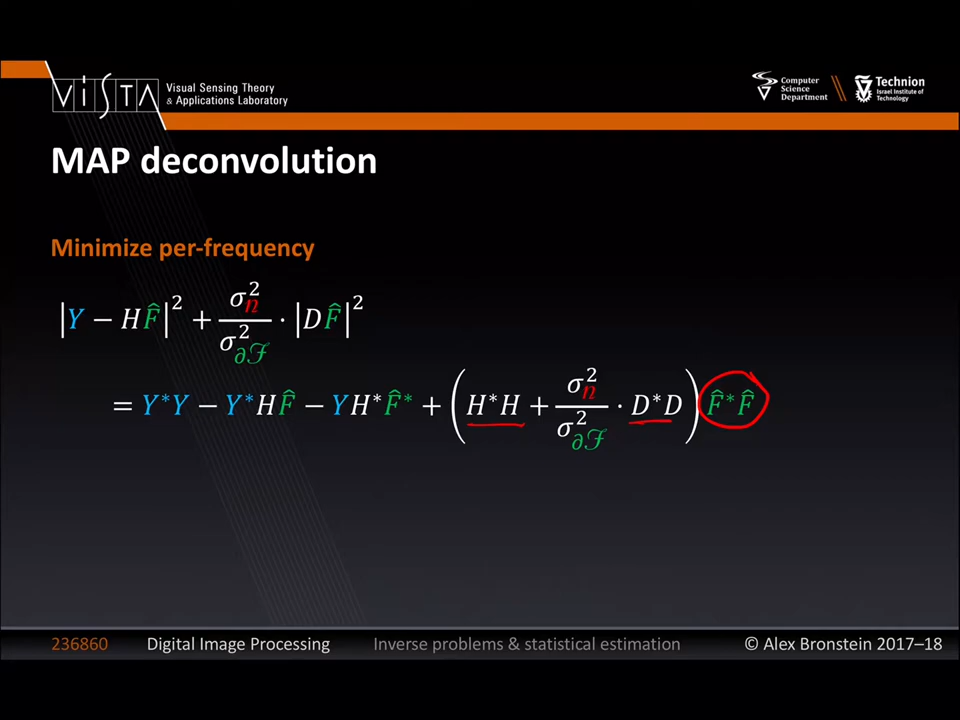 ViSTA Visual Sensing Theory & Applications Laboratory
Computer Science Department
Technion Israel Institute of Technology
MAP deconvolution
Minimize per-frequency
|Y − HF̂|² + σ²ₙ/σ²_∂ℱ · |DF̂|²
= Y*Y − Y*HF̂ − YH*F̂* + (H*H + σ²ₙ/σ²_∂ℱ · D*D) F̂*F̂
236860 Digital Image Processing Inverse problems & statistical estimation © Alex Bronstein 2017–18